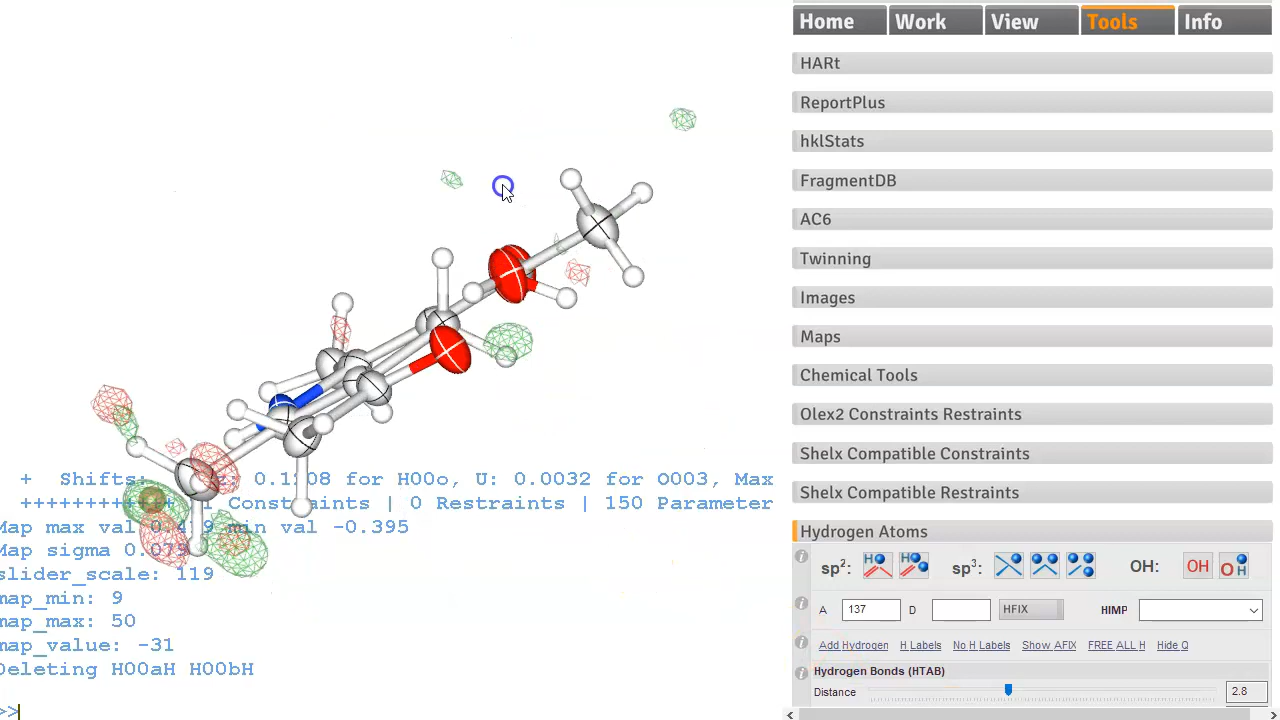 Home Work View Tools Info
HARt
ReportPlus
hklStats
FragmentDB
AC6
Twinning
Images
Maps
Chemical Tools
Olex2 Constraints Restraints
Shelx Compatible Constraints
Shelx Compatible Restraints
Hydrogen Atoms
sp²: sp³: OH: OH
A 137 D HFIX HIMP
Add Hydrogen H Labels No H Labels Show AFIX FREE ALL H Hide Q
Hydrogen Bonds (HTAB)
Distance 2.8
+ Shifts: for H00o, U: 0.0032 for O003, Max
Constraints | 0 Restraints | 150 Parameter
Map max val min val -0.395
Map sigma 0.079
slider_scale: 119
map_min: 9
map_max: 50
map_value: -31
Deleting H00aH H00bH
>>